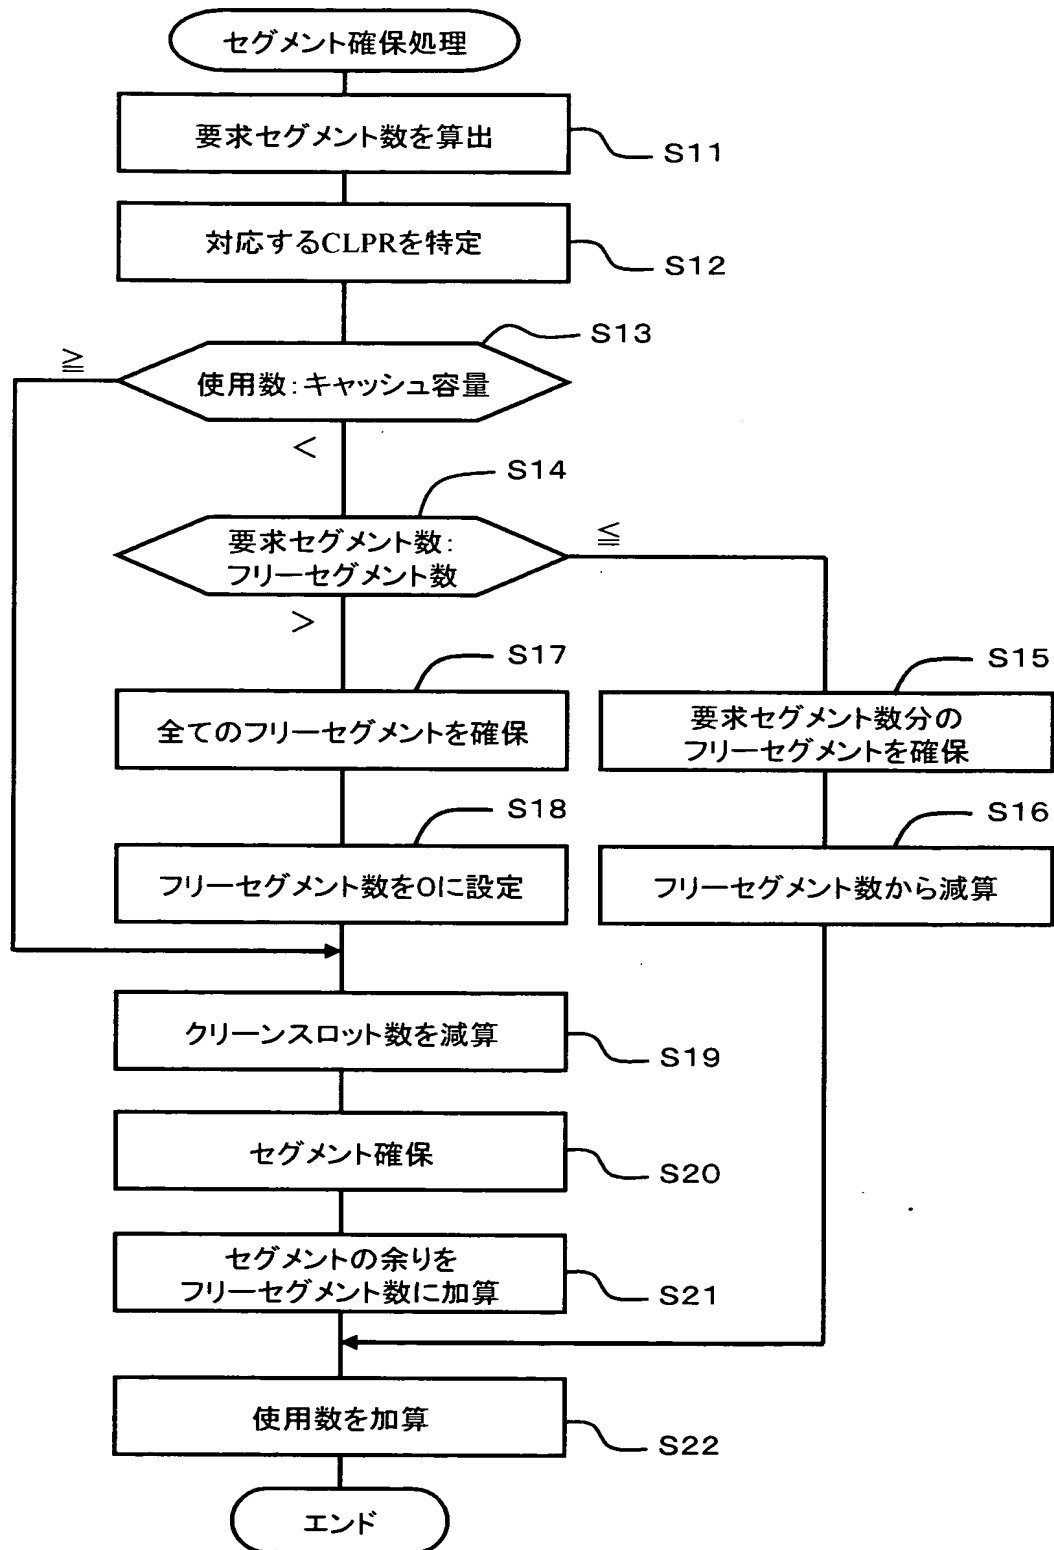 セグメント確保処理
要求セグメント数を算出
S11
対応するCLPRを特定
S12
S13
≧
使用数:キャッシュ容量
<
S14
要求セグメント数:
フリーセグメント数
≦
>
S17
全てのフリーセグメントを確保
S15
要求セグメント数分の
フリーセグメントを確保
S18
フリーセグメント数を0に設定
S16
フリーセグメント数から減算
クリーンスロット数を減算
S19
セグメント確保
S20
セグメントの余りを
フリーセグメント数に加算
S21
使用数を加算
S22
エンド